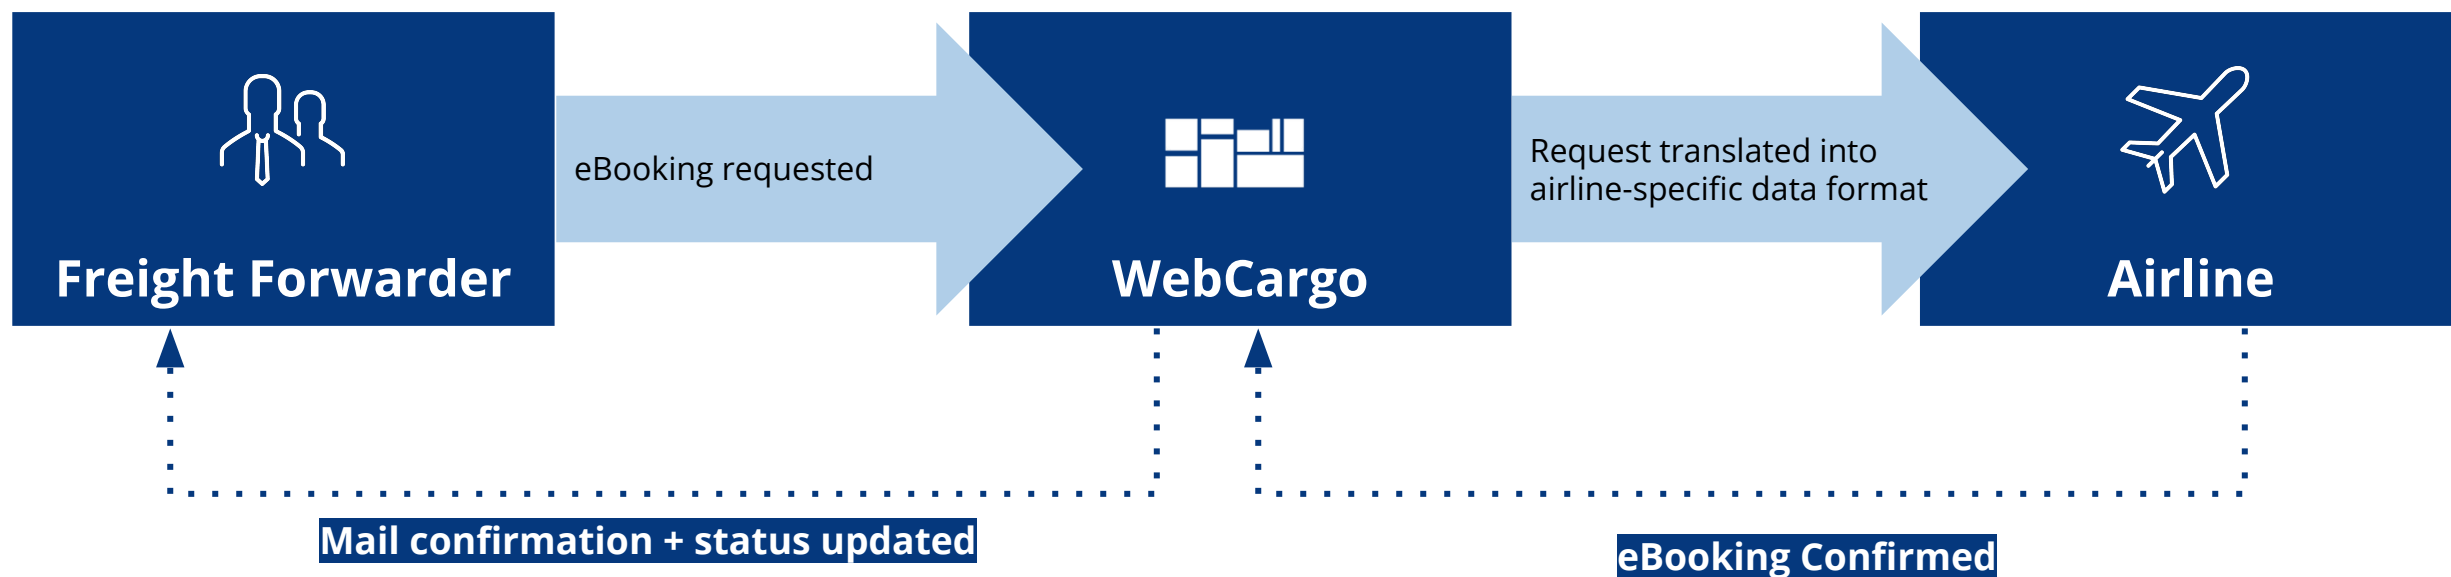 eBooking requested
Request translated into
airline-specific data format
Freight Forwarder
WebCargo
Airline
Mail confirmation + status updated
eBooking Confirmed